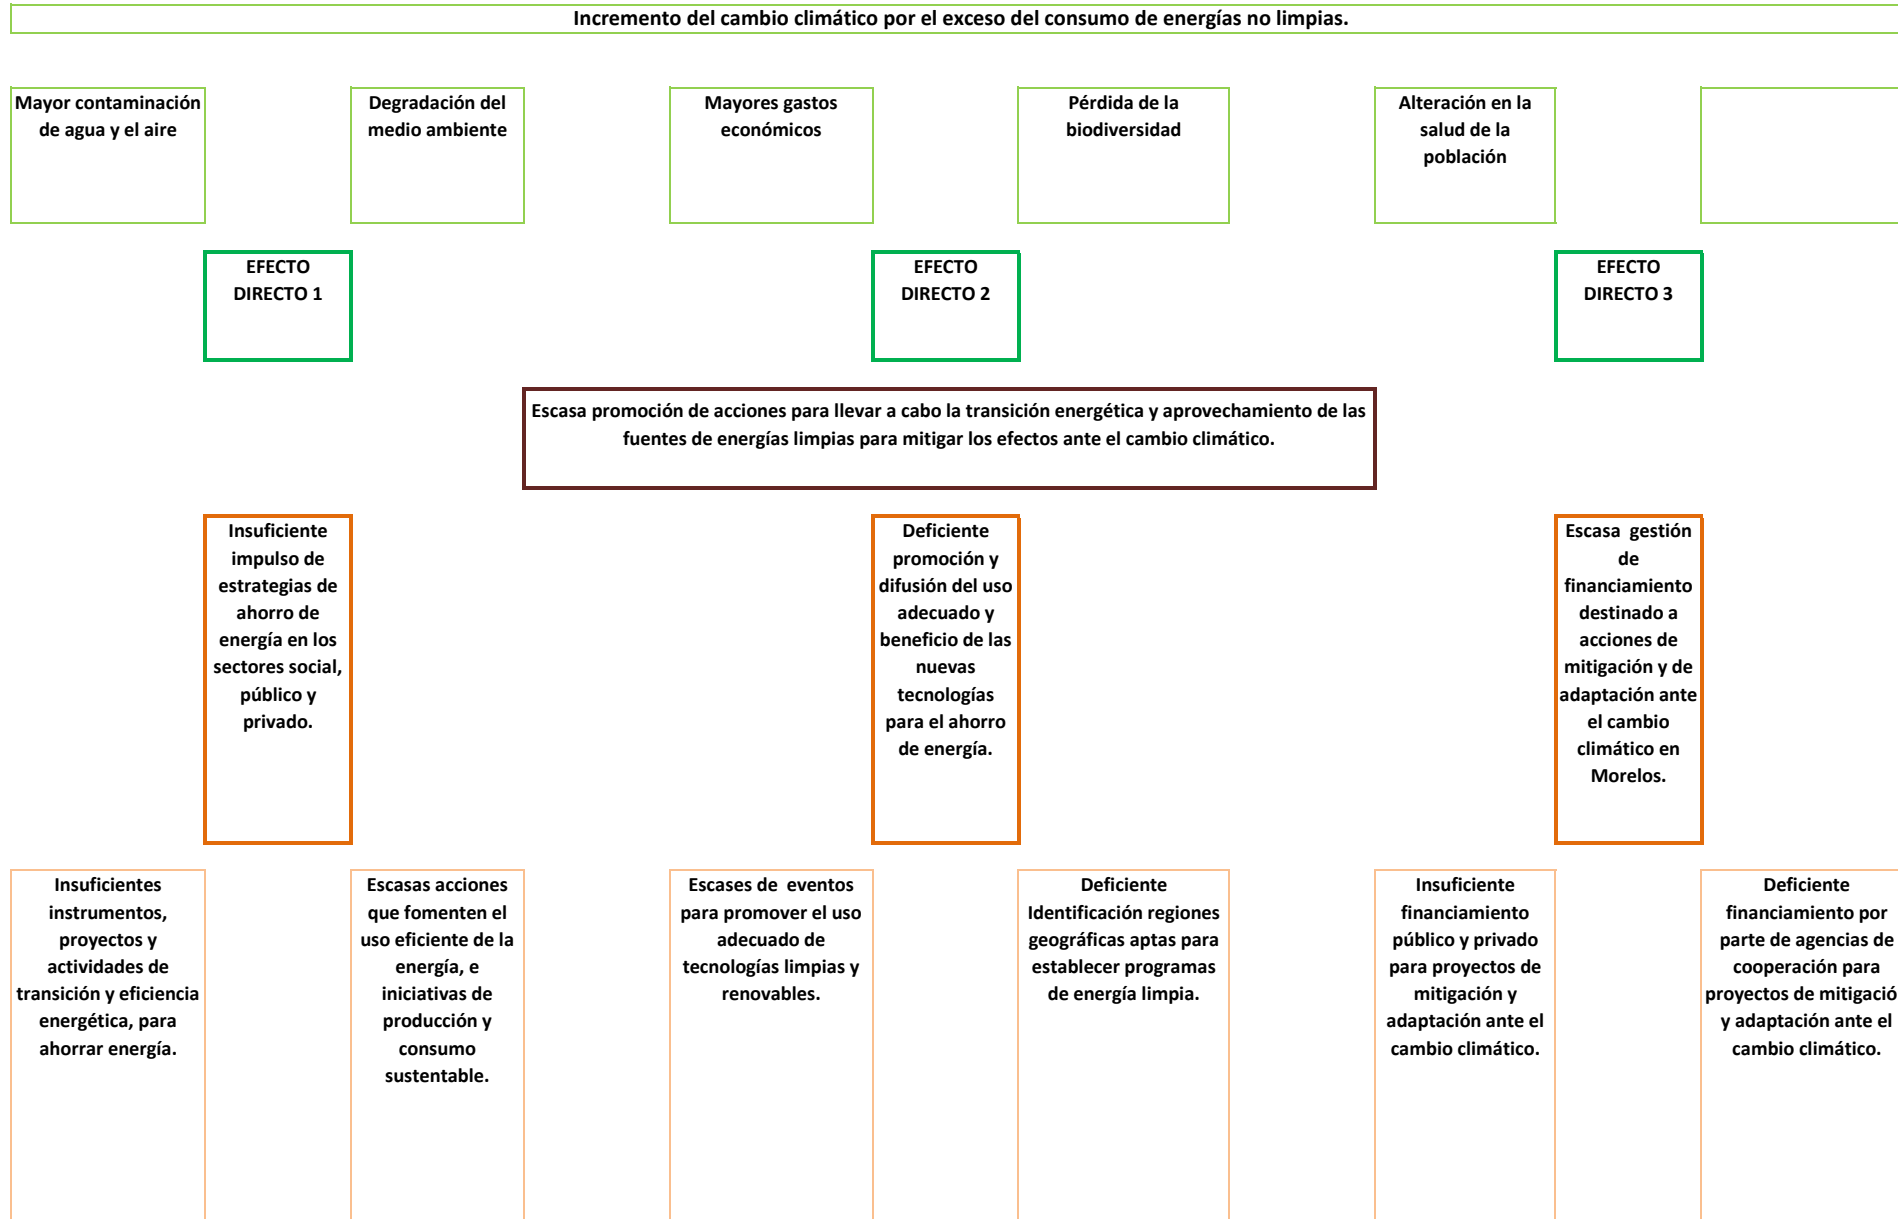 Incremento del cambio climático por el exceso del consumo de energías no limpias.
Mayor contaminación
de agua y el aire
Degradación del
medio ambiente
Mayores gastos
económicos
Pérdida de la
biodiversidad
Alteración en la
salud de la
población
EFECTO
DIRECTO 1
EFECTO
DIRECTO 2
EFECTO
DIRECTO 3
Escasa promoción de acciones para llevar a cabo la transición energética y aprovechamiento de las
fuentes de energías limpias para mitigar los efectos ante el cambio climático.
Insuficiente
impulso de
estrategias de
ahorro de
energía en los
sectores social,
público y
privado.
Deficiente
promoción y
difusión del uso
adecuado y
beneficio de las
nuevas
tecnologías
para el ahorro
de energía.
Escasa  gestión
de
financiamiento
destinado a
acciones de
mitigación y de
adaptación ante
el cambio
climático en
Morelos.
Insuficientes
instrumentos,
proyectos y
actividades de
transición y eficiencia
energética, para
ahorrar energía.
Escasas acciones
que fomenten el
uso eficiente de la
energía, e
iniciativas de
producción y
consumo
sustentable.
Escases de  eventos
para promover el uso
adecuado de
tecnologías limpias y
renovables.
Deficiente
Identificación regiones
geográficas aptas para
establecer programas
de energía limpia.
Insuficiente
financiamiento
público y privado
para proyectos de
mitigación y
adaptación ante el
cambio climático.
Deficiente
financiamiento por
parte de agencias de
cooperación para
proyectos de mitigació
y adaptación ante el
cambio climático.